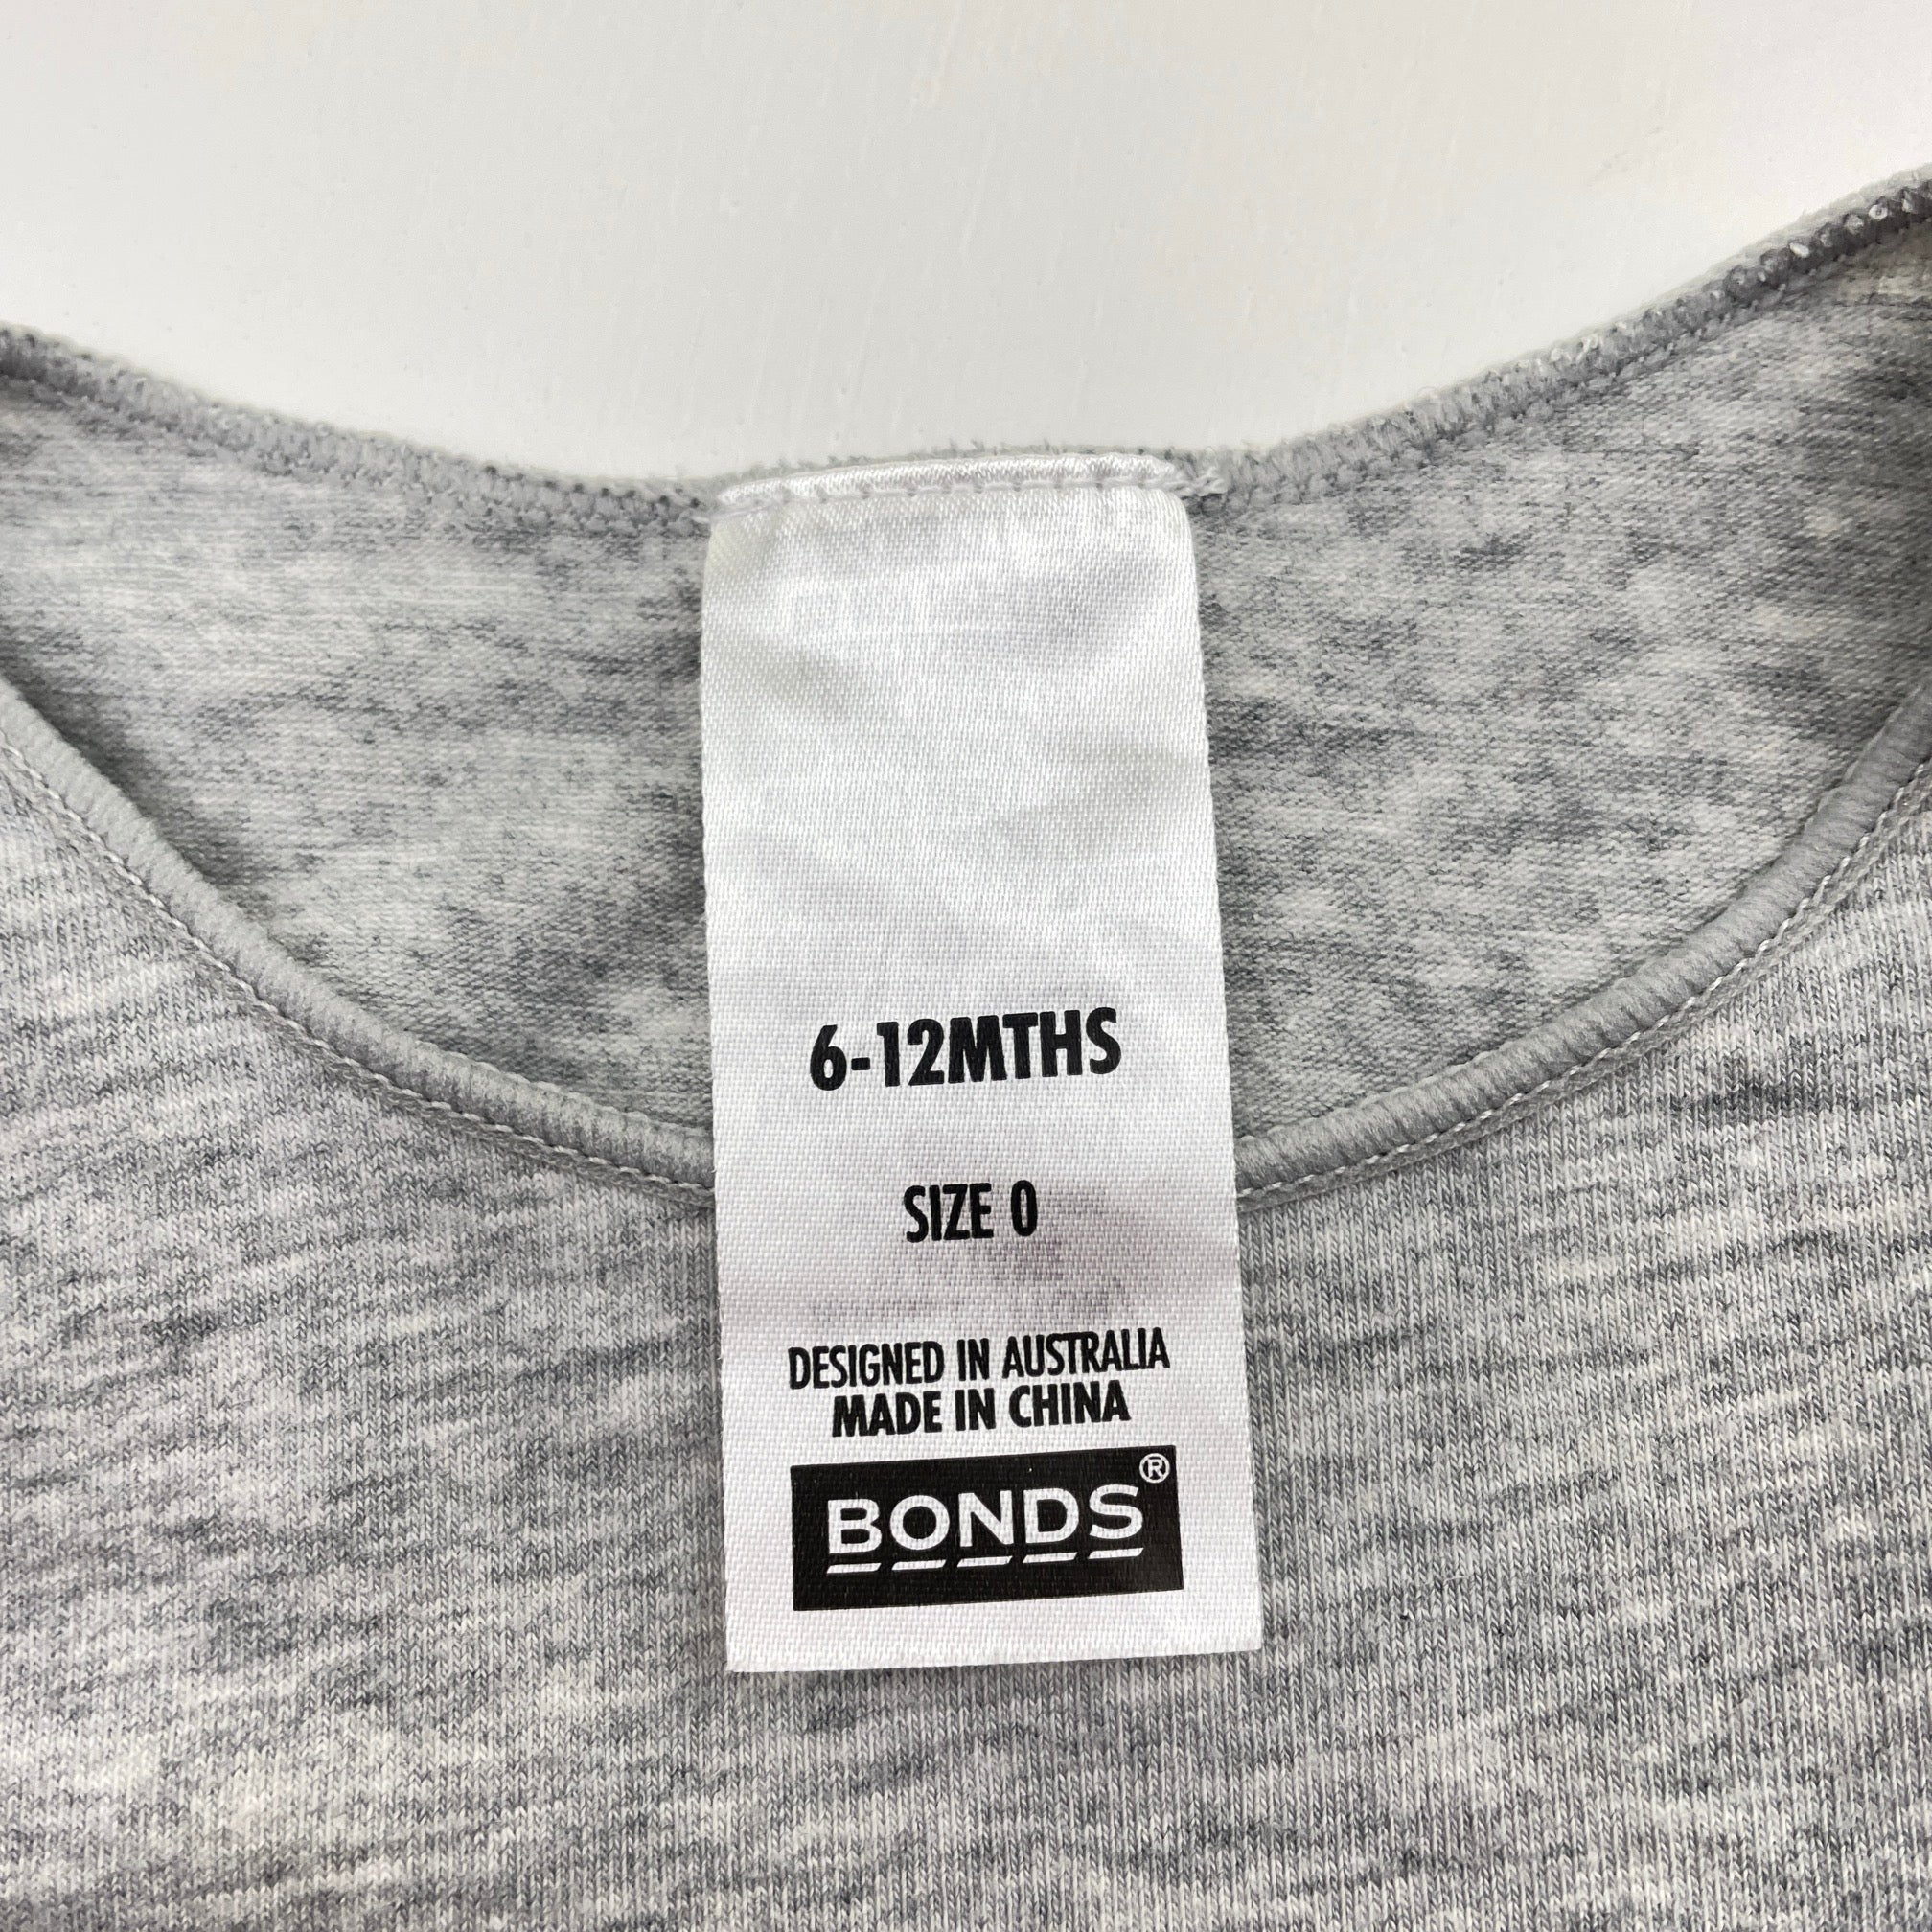 6-12MTHS
SIZE 0
DESIGNED IN AUSTRALIA
MADE IN CHINA
BONDS®